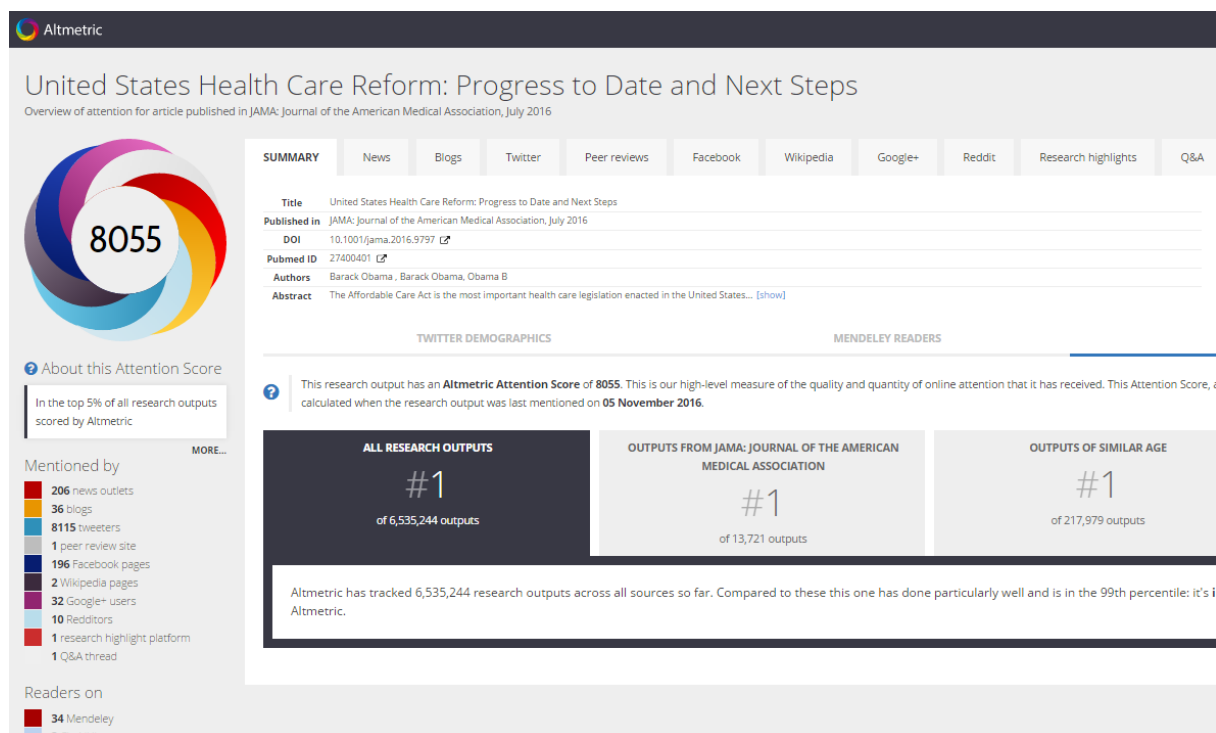 Altmetric
United States Health Care Reform: Progress to Date and Next Steps
Overview of attention for article published in JAMA: Journal of the American Medical Association, July 2016
8055
SUMMARY News Blogs Twitter Peer reviews Facebook Wikipedia Google+ Reddit Research highlights Q&A
Title United States Health Care Reform: Progress to Date and Next Steps
Published in JAMA: Journal of the American Medical Association, July 2016
DOI 10.1001/jama.2016.9797
Pubmed ID 27400401
Authors Barack Obama , Barack Obama, Obama B
Abstract The Affordable Care Act is the most important health care legislation enacted in the United States... [show]
TWITTER DEMOGRAPHICS MENDELEY READERS
? About this Attention Score
In the top 5% of all research outputs
scored by Altmetric
MORE...
Mentioned by
206 news outlets
36 blogs
8115 tweeters
1 peer review site
196 Facebook pages
2 Wikipedia pages
32 Google+ users
10 Redditors
1 research highlight platform
1 Q&A thread
Readers on
34 Mendeley
? This research output has an Altmetric Attention Score of 8055. This is our high-level measure of the quality and quantity of online attention that it has received. This Attention Score, a
calculated when the research output was last mentioned on 05 November 2016.
ALL RESEARCH OUTPUTS
#1
of 6,535,244 outputs
OUTPUTS FROM JAMA: JOURNAL OF THE AMERICAN
MEDICAL ASSOCIATION
#1
of 13,721 outputs
OUTPUTS OF SIMILAR AGE
#1
of 217,979 outputs
Altmetric has tracked 6,535,244 research outputs across all sources so far. Compared to these this one has done particularly well and is in the 99th percentile: it's i
Altmetric.